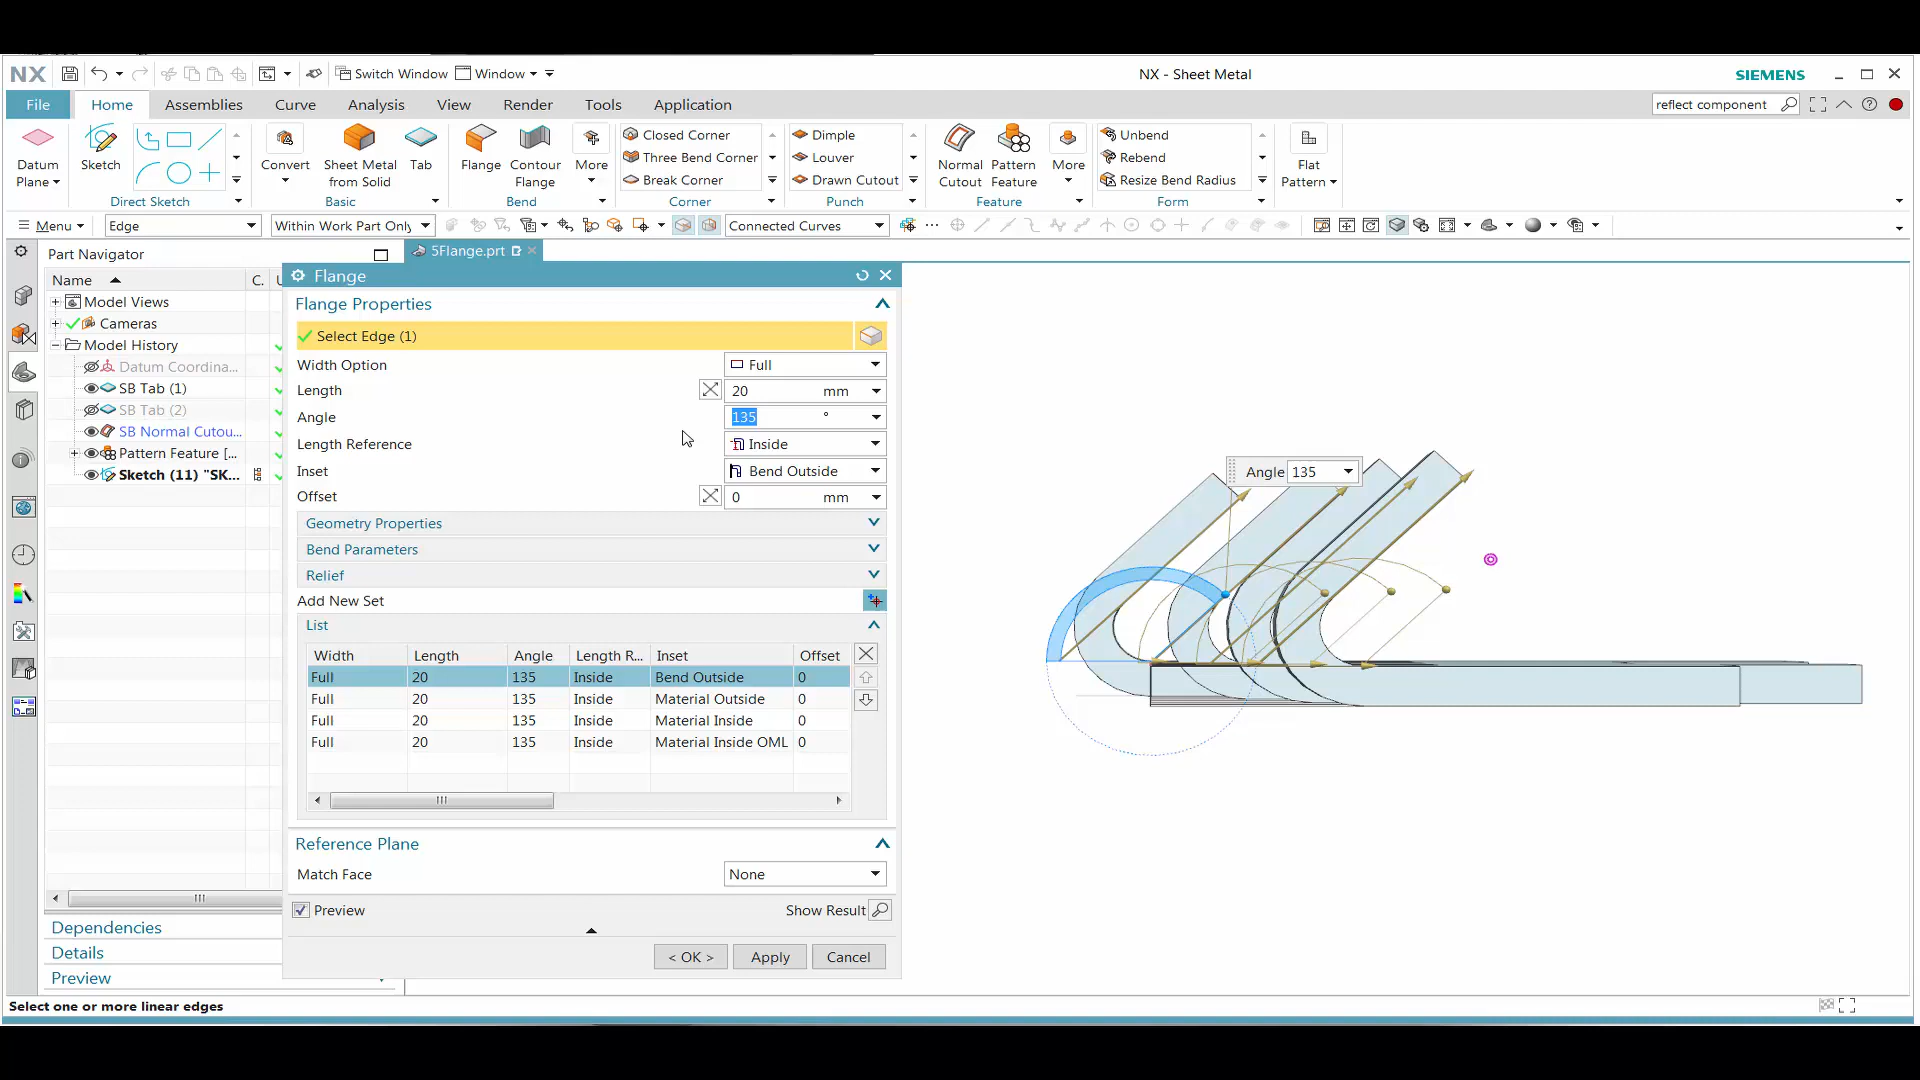 NX
Switch Window
Window
NX - Sheet Metal
SIEMENS
File
Home
Assemblies
Curve
Analysis
View
Render
Tools
Application
reflect component
Datum
Plane
Sketch
Direct Sketch
Convert
Sheet Metal
from Solid
Tab
Basic
Flange
Contour
Flange
More
Bend
Closed Corner
Three Bend Corner
Break Corner
Corner
Dimple
Louver
Drawn Cutout
Punch
Normal
Cutout
Pattern
Feature
More
Feature
Unbend
Rebend
Resize Bend Radius
Form
Flat
Pattern
Menu
Edge
Within Work Part Only
Connected Curves
Part Navigator
Name
C.
Model Views
Cameras
Model History
Datum Coordina...
SB Tab (1)
SB Tab (2)
SB Normal Cutou...
Pattern Feature [...
Sketch (11) "SK...
Dependencies
Details
Preview
5Flange.prt
Flange
Flange Properties
Select Edge (1)
Width Option
Full
Length
20 mm
Angle
135 °
Length Reference
Inside
Inset
Bend Outside
Offset
0 mm
Geometry Properties
Bend Parameters
Relief
Add New Set
List
Width Length Angle Length R... Inset Offset
Full 20 135 Inside Bend Outside 0
Full 20 135 Inside Material Outside 0
Full 20 135 Inside Material Inside 0
Full 20 135 Inside Material Inside OML 0
Reference Plane
Match Face
None
Preview
Show Result
< OK >
Apply
Cancel
Angle 135
Select one or more linear edges